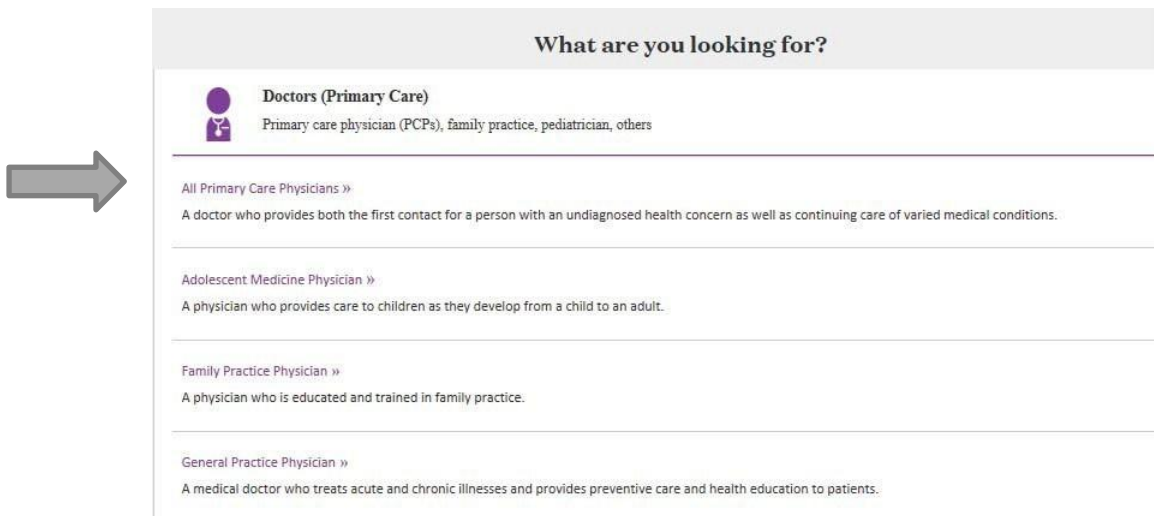 What are you looking for?
Doctors (Primary Care)
Primary care physician (PCPs), family practice, pediatrician, others
All Primary Care Physicians »
A doctor who provides both the first contact for a person with an undiagnosed health concern as well as continuing care of varied medical conditions.
Adolescent Medicine Physician »
A physician who provides care to children as they develop from a child to an adult.
Family Practice Physician »
A physician who is educated and trained in family practice.
General Practice Physician »
A medical doctor who treats acute and chronic illnesses and provides preventive care and health education to patients.